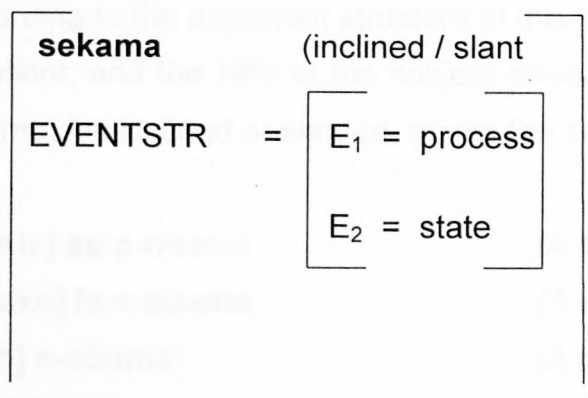 sekama (inclined / slant
EVENTSTR = E₁ = process
E₂ = state